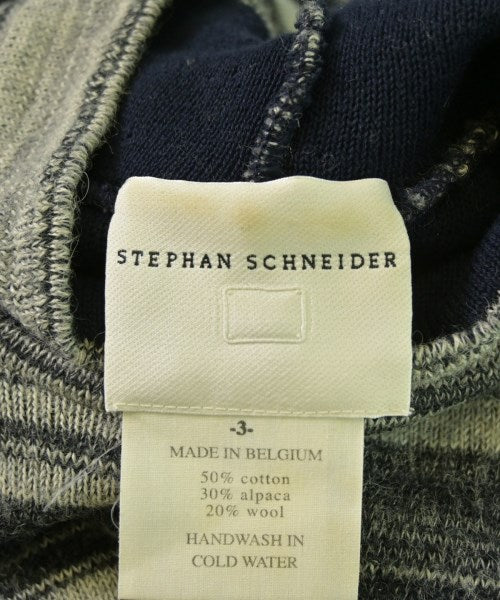 STEPHAN SCHNEIDER
-3-
MADE IN BELGIUM
50% cotton
30% alpaca
20% wool
HANDWASH IN
COLD WATER